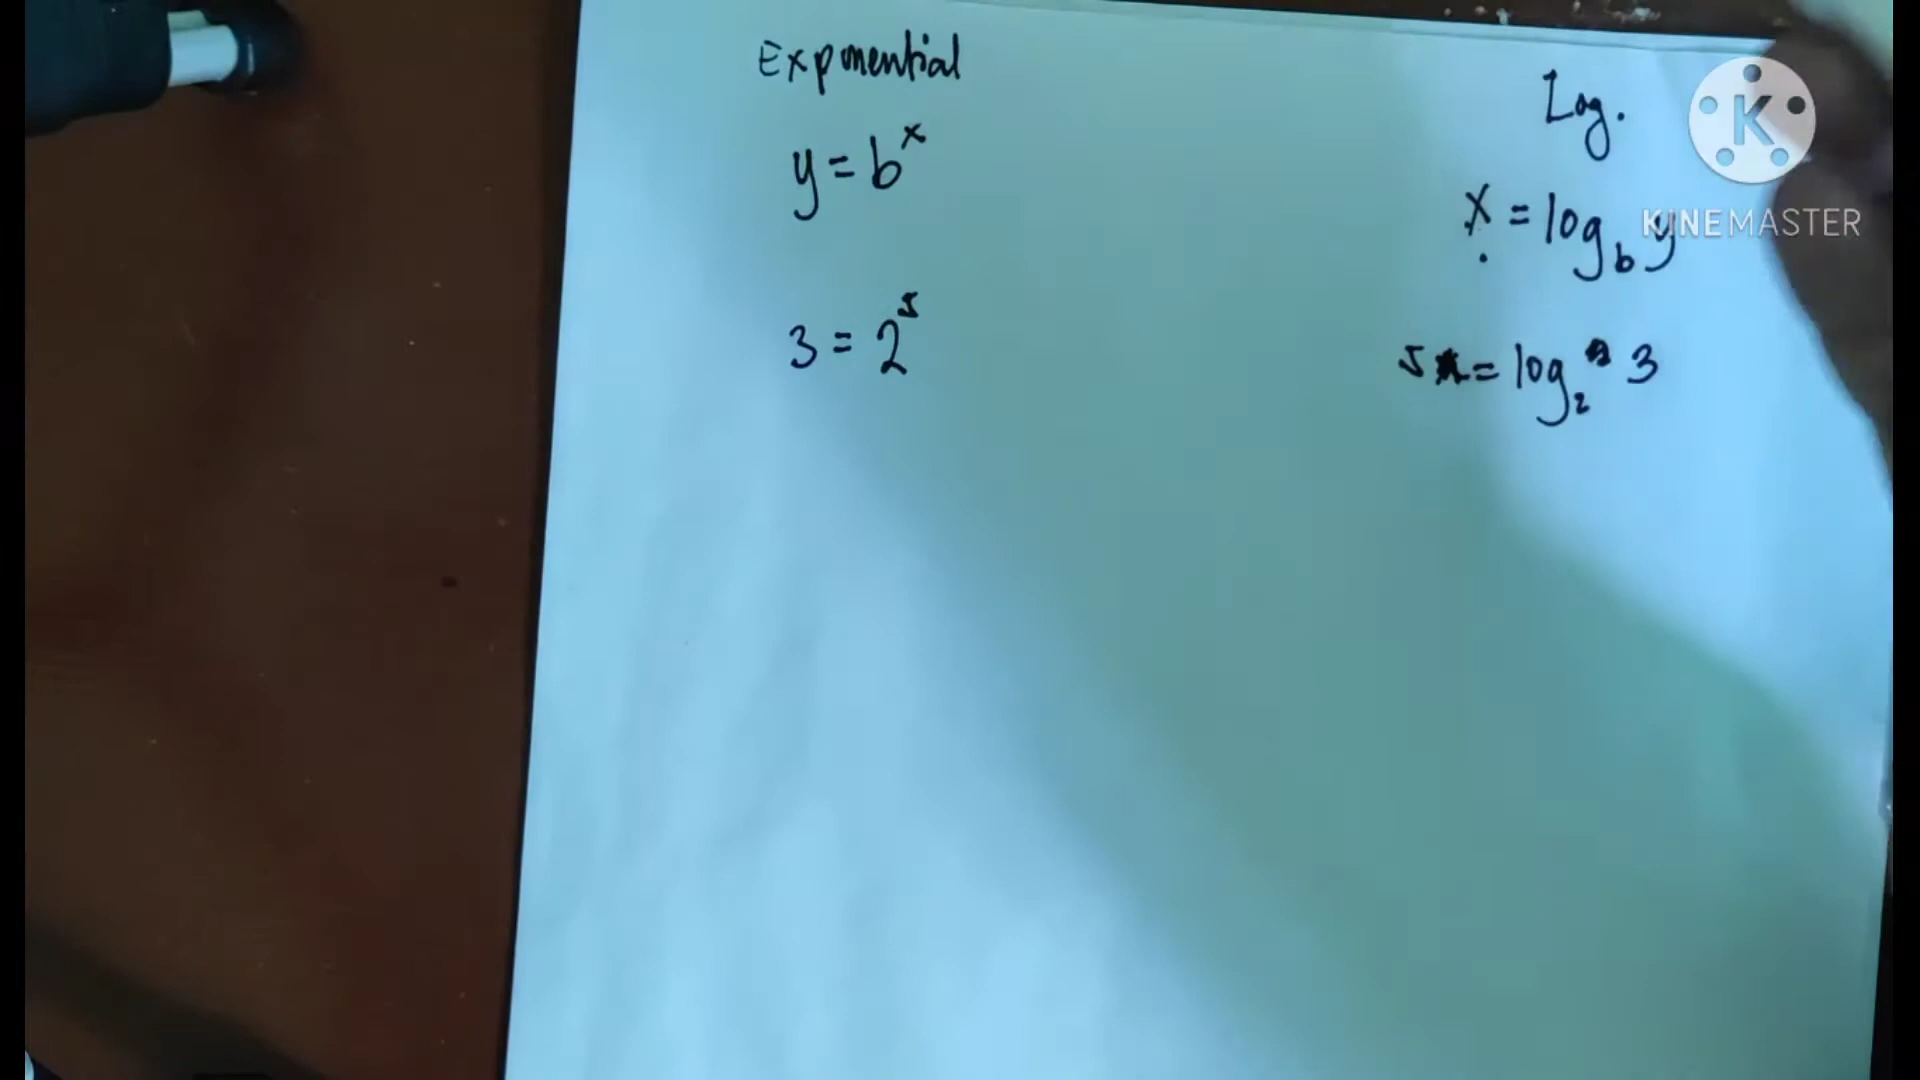 Exponential
Log.
K
KINEMASTER
y = b^x
x = log_b y
3 = 2^5
5 = log_2 3